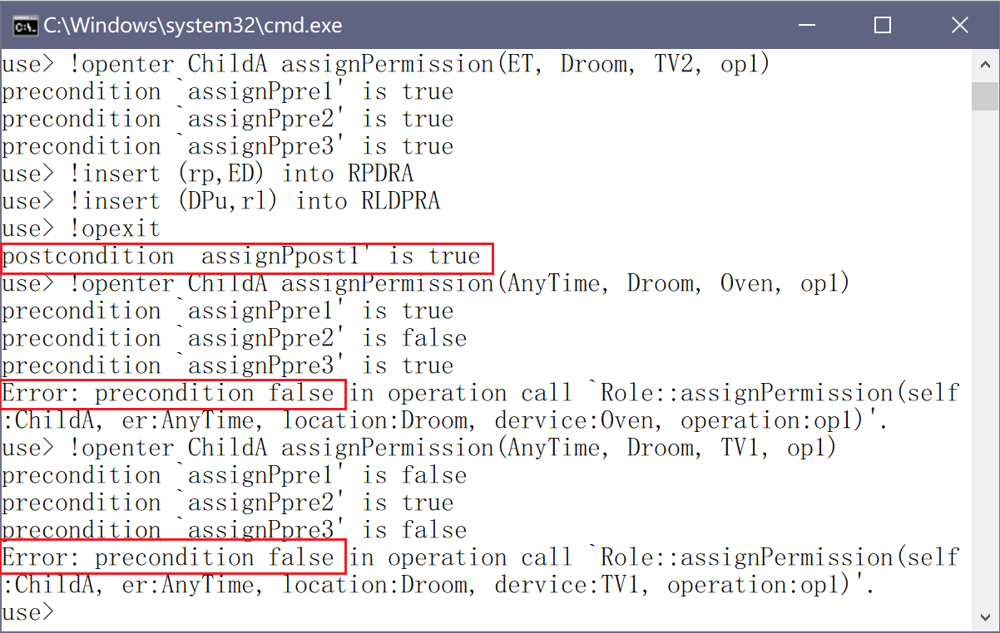 C:\Windows\system32\cmd.exe
use> !openter ChildA assignPermission(ET, Droom, TV2, op1)
precondition `assignPpre1' is true
precondition `assignPpre2' is true
precondition `assignPpre3' is true
use> !insert (rp,ED) into RPDRA
use> !insert (DPu,r1) into RLDPRA
use> !opexit
postcondition  assignPpost1' is true
use> !openter ChildA assignPermission(AnyTime, Droom, Oven, op1)
precondition `assignPpre1' is true
precondition `assignPpre2' is false
precondition `assignPpre3' is true
Error: precondition false in operation call `Role::assignPermission(self
:ChildA, er:AnyTime, location:Droom, dervice:Oven, operation:op1)'.
use> !openter ChildA assignPermission(AnyTime, Droom, TV1, op1)
precondition `assignPpre1' is false
precondition `assignPpre2' is true
precondition `assignPpre3' is false
Error: precondition false in operation call `Role::assignPermission(self
:ChildA, er:AnyTime, location:Droom, dervice:TV1, operation:op1)'.
use>